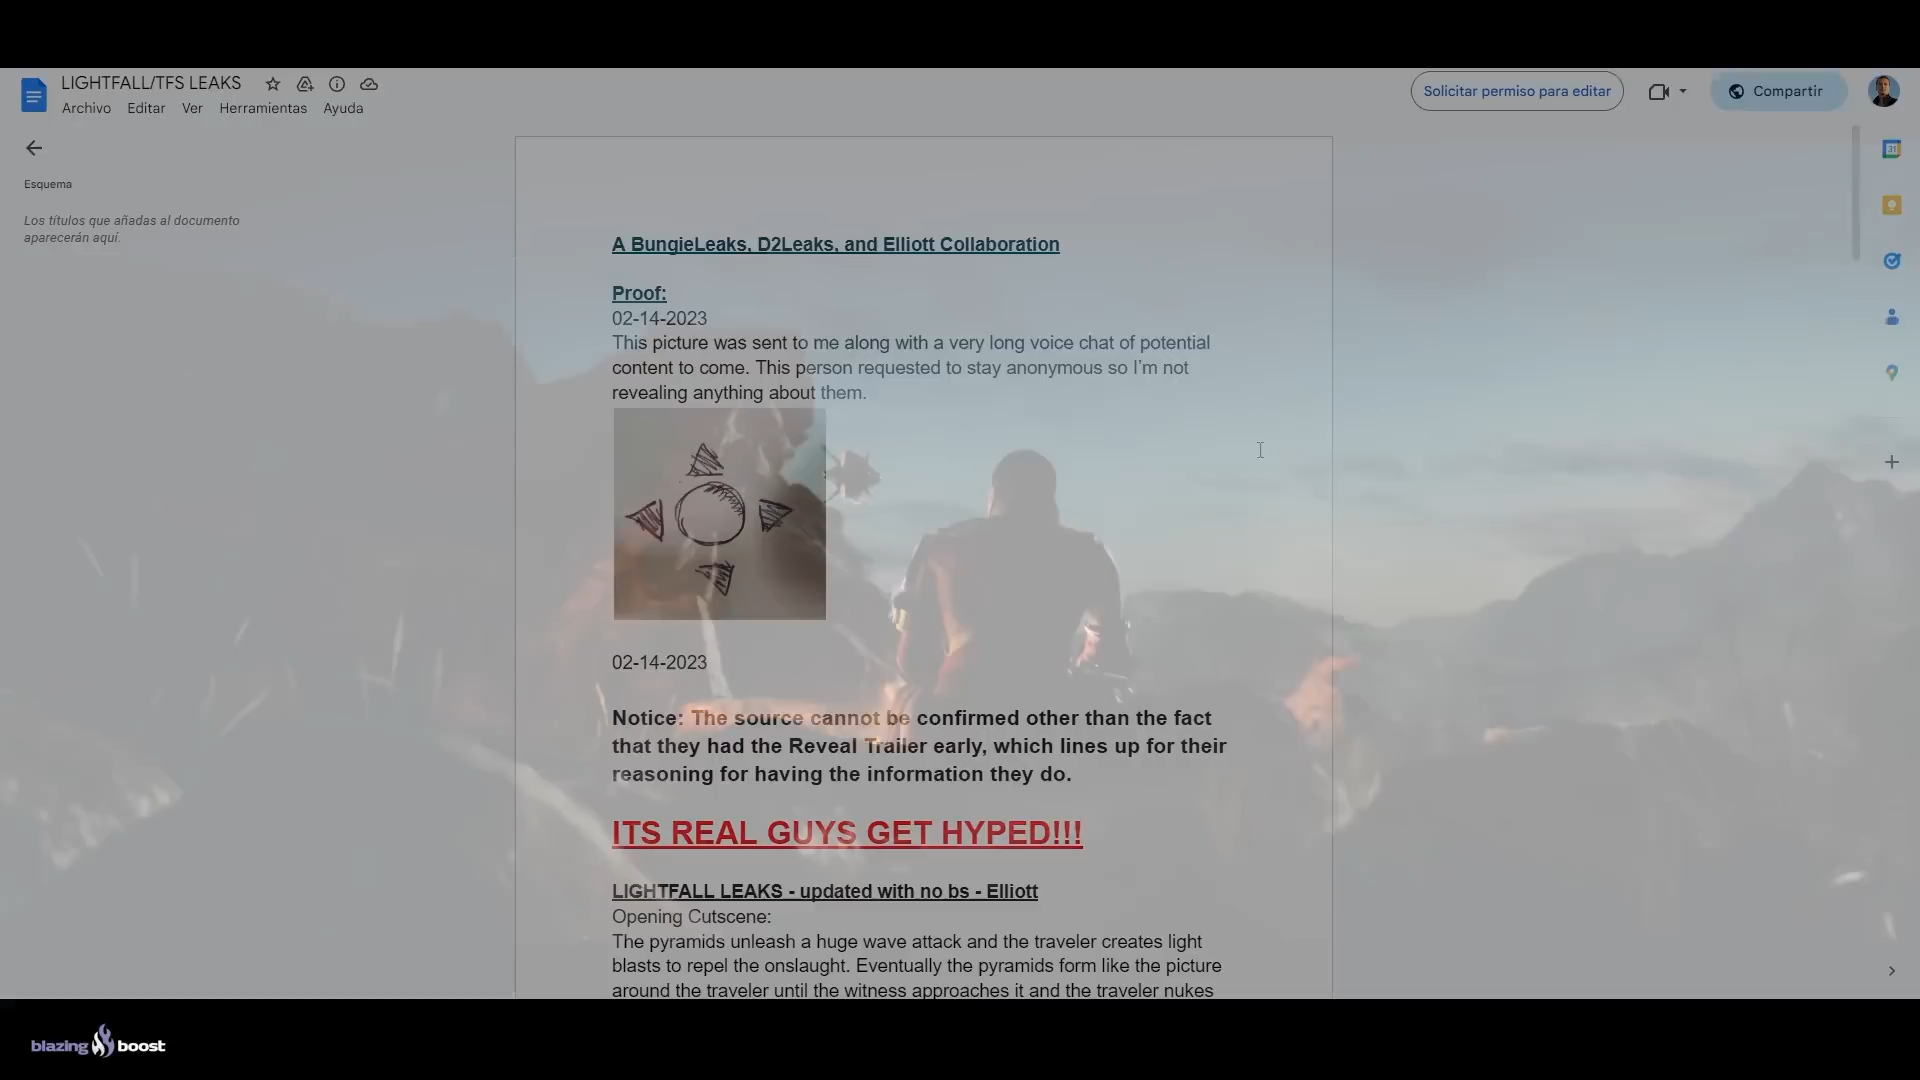 LIGHTFALL/TFS LEAKS
Archivo Editar Ver Herramientas Ayuda
Solicitar permiso para editar
Compartir
31
Esquema
Los títulos que añadas al documento
aparecerán aquí.
A BungieLeaks, D2Leaks, and Elliott Collaboration
Proof:
02-14-2023
This picture was sent to me along with a very long voice chat of potential
content to come. This person requested to stay anonymous so I'm not
revealing anything about them.
02-14-2023
Notice: The source cannot be confirmed other than the fact
that they had the Reveal Trailer early, which lines up for their
reasoning for having the information they do.
ITS REAL GUYS GET HYPED!!!
LIGHTFALL LEAKS - updated with no bs - Elliott
Opening Cutscene:
The pyramids unleash a huge wave attack and the traveler creates light
blasts to repel the onslaught. Eventually the pyramids form like the picture
around the traveler until the witness approaches it and the traveler nukes
blazing boost